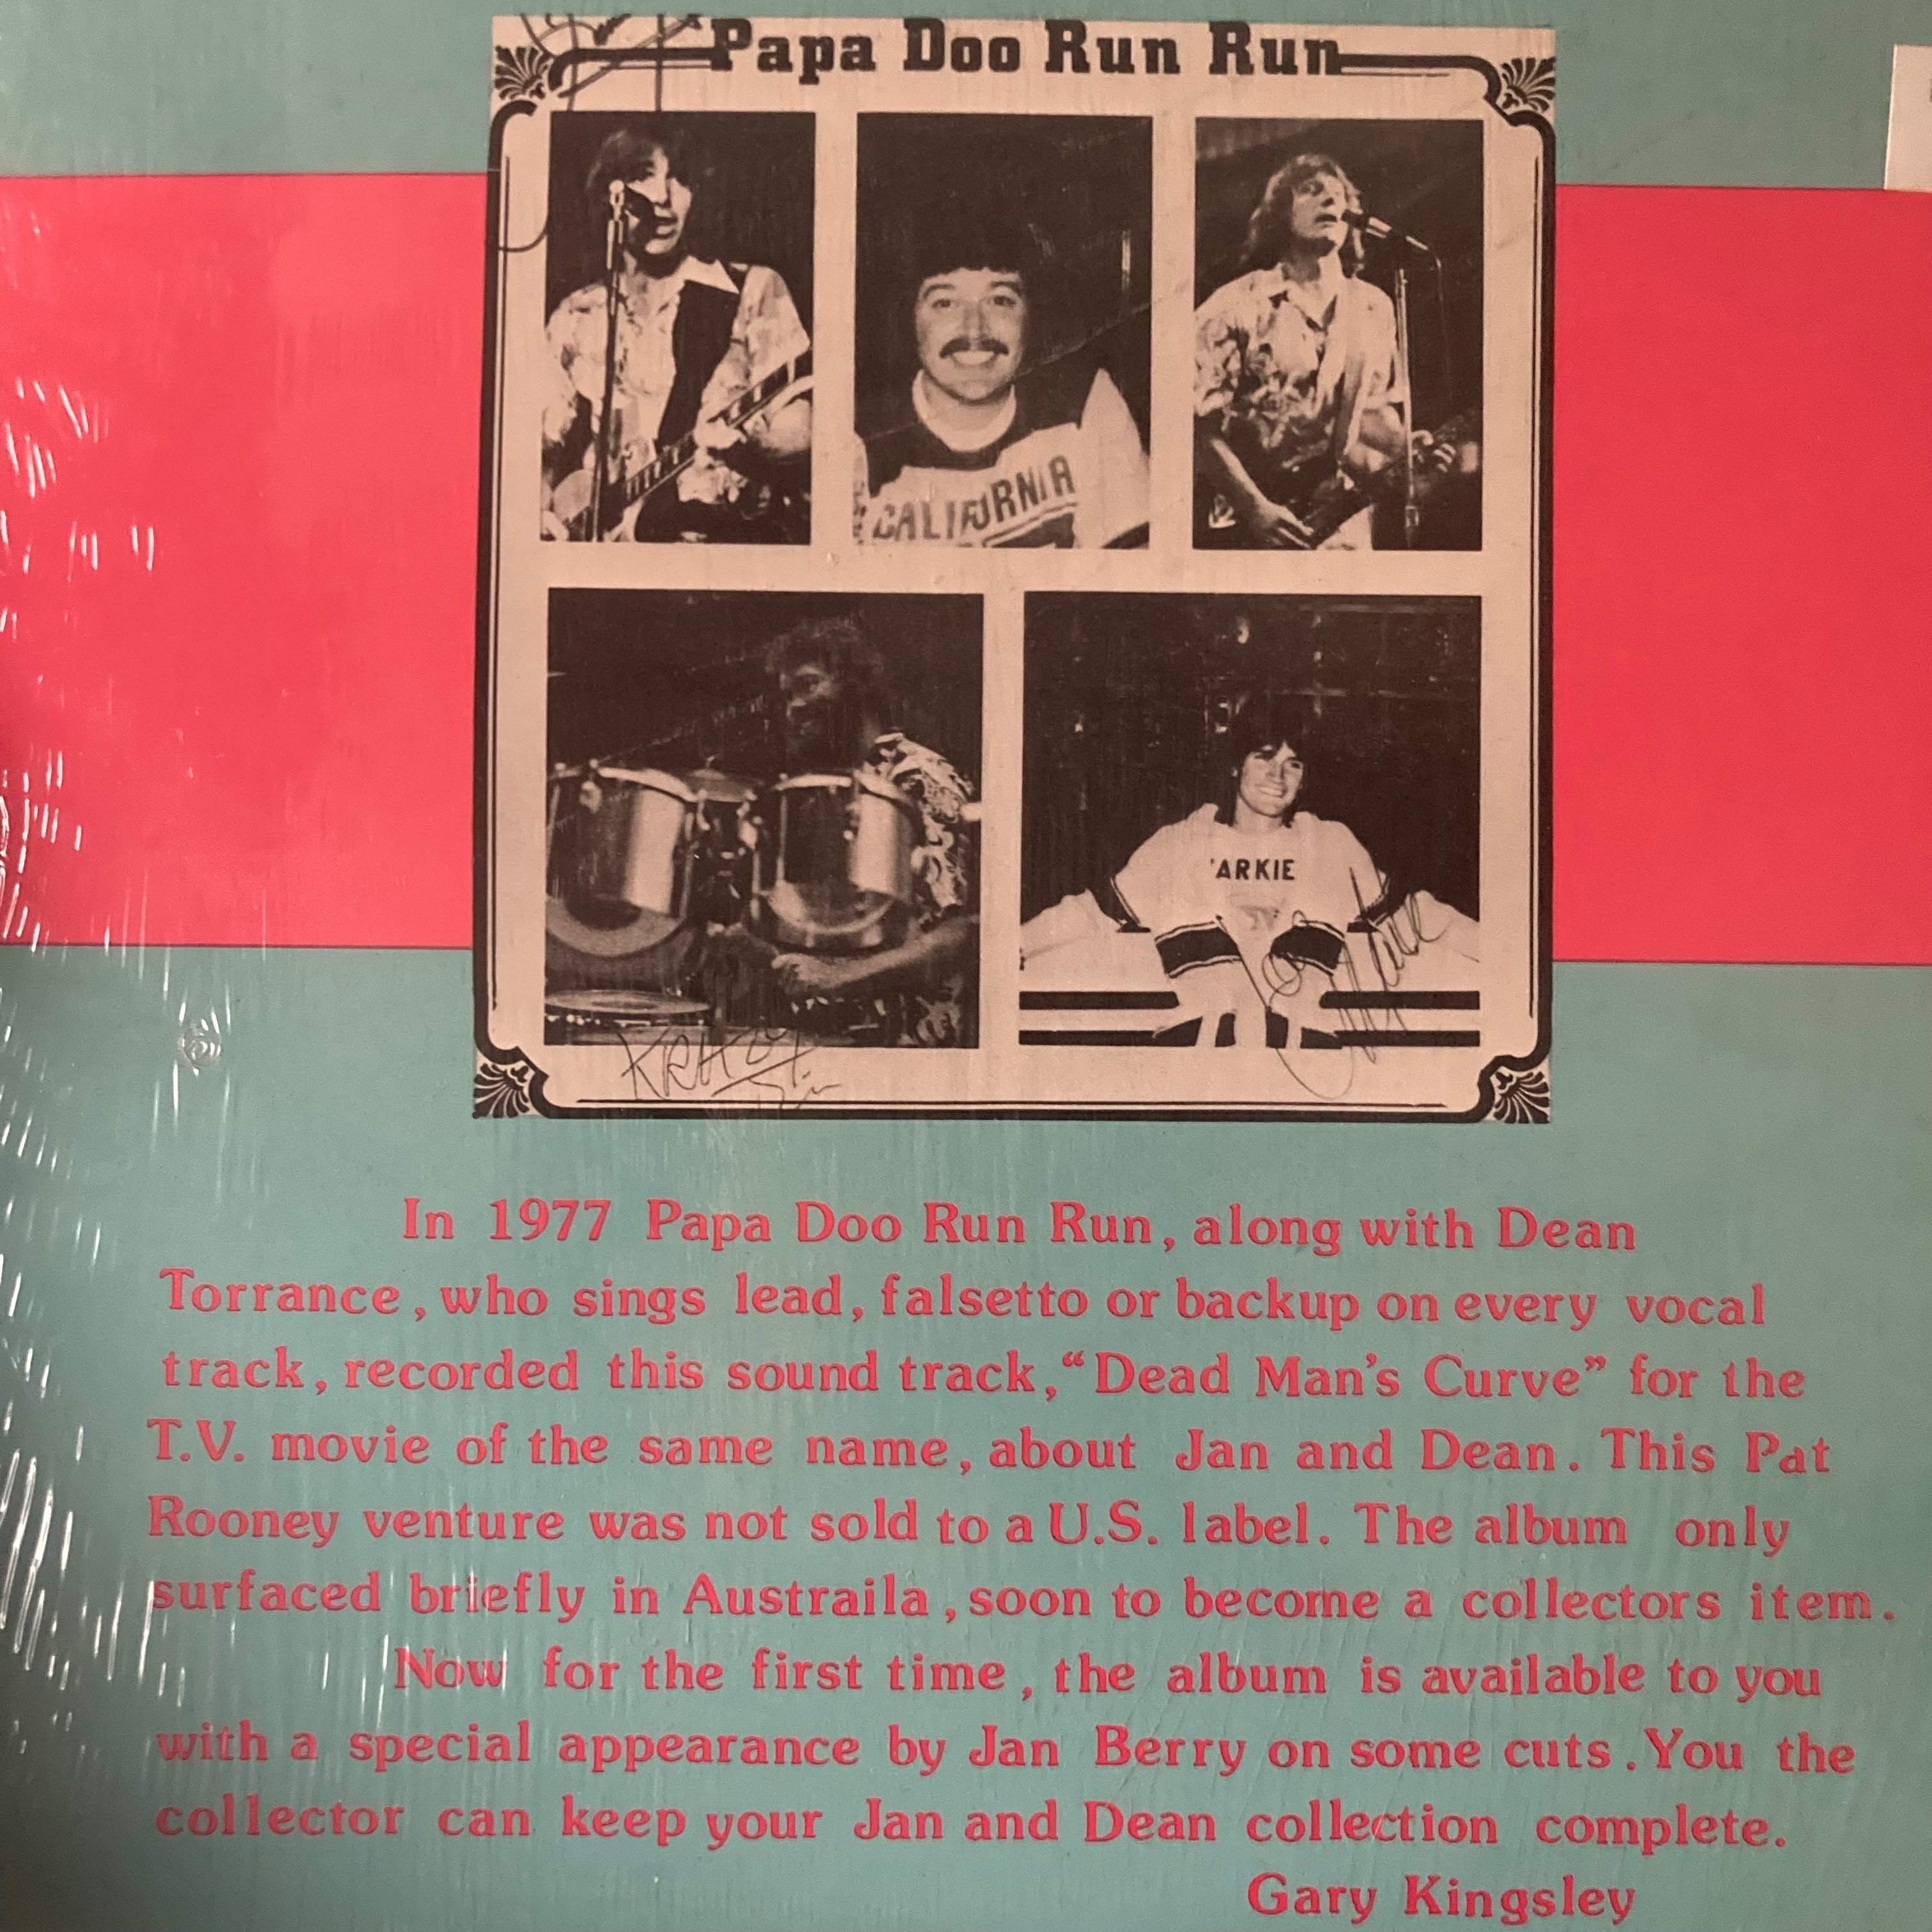 Papa Doo Run Run
CALIFORNIA
'ARKIE
KRAZY
Jim
In 1977 Papa Doo Run Run, along with Dean
Torrance, who sings lead, falsetto or backup on every vocal
track, recorded this sound track, “Dead Man’s Curve” for the
T.V. movie of the same name, about Jan and Dean. This Pat
Rooney venture was not sold to a U.S. label. The album only
surfaced briefly in Austraila, soon to become a collectors item.
Now for the first time, the album is available to you
with a special appearance by Jan Berry on some cuts. You the
collector can keep your Jan and Dean collection complete.
Gary Kingsley